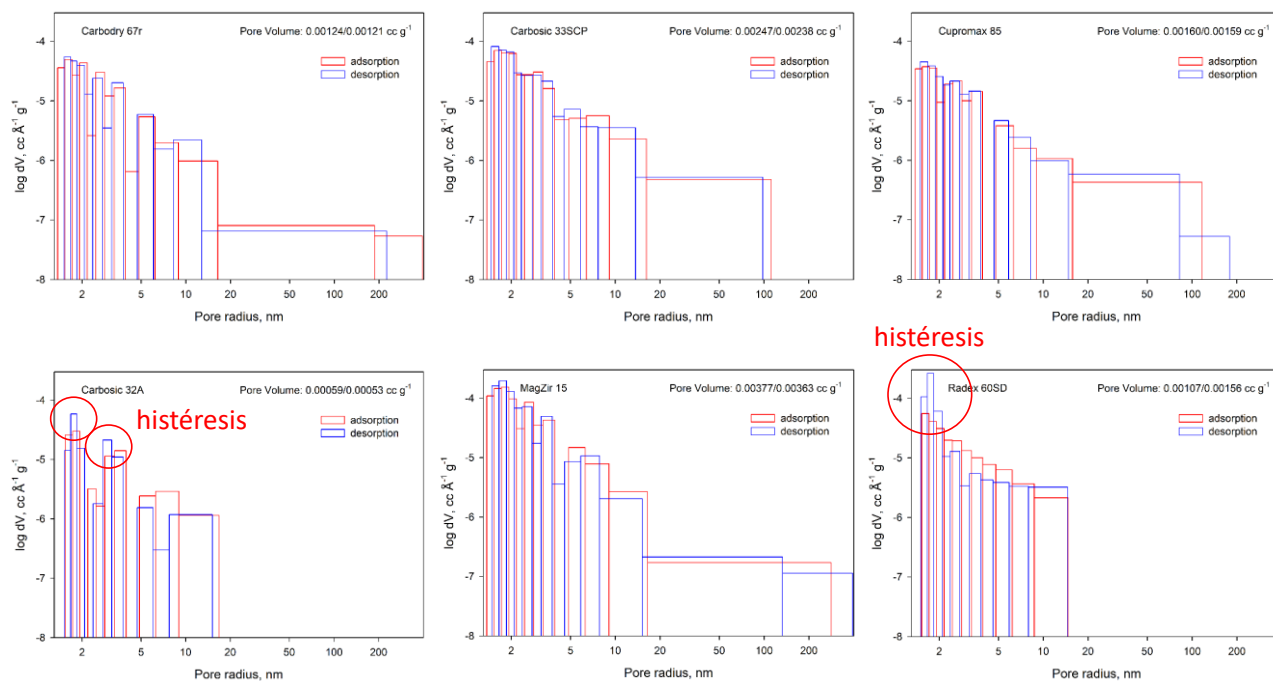 Carbodry 67r
Pore Volume: 0.00124/0.00121 cc g⁻¹
adsorption
desorption
log dV, cc Å⁻¹ g⁻¹
-4
-5
-6
-7
-8
2 5 10 20 50 100 200
Pore radius, nm
Carbosic 33SCP
Pore Volume: 0.00247/0.00238 cc g⁻¹
adsorption
desorption
log dV, cc Å⁻¹ g⁻¹
-4
-5
-6
-7
-8
2 5 10 20 50 100 200
Pore radius, nm
Cupromax 85
Pore Volume: 0.00160/0.00159 cc g⁻¹
adsorption
desorption
log dV, cc Å⁻¹ g⁻¹
-4
-5
-6
-7
-8
2 5 10 20 50 100 200
Pore radius, nm
Carbosic 32A
Pore Volume: 0.00059/0.00053 cc g⁻¹
histéresis
adsorption
desorption
log dV, cc Å⁻¹ g⁻¹
-4
-5
-6
-7
-8
2 5 10 20 50 100 200
Pore radius, nm
MagZir 15
Pore Volume: 0.00377/0.00363 cc g⁻¹
adsorption
desorption
log dV, cc Å⁻¹ g⁻¹
-4
-5
-6
-7
-8
2 5 10 20 50 100 200
Pore radius, nm
histéresis
Radex 60SD
Pore Volume: 0.00107/0.00156 cc g⁻¹
adsorption
desorption
log dV, cc Å⁻¹ g⁻¹
-4
-5
-6
-7
-8
2 5 10 20 50 100 200
Pore radius, nm